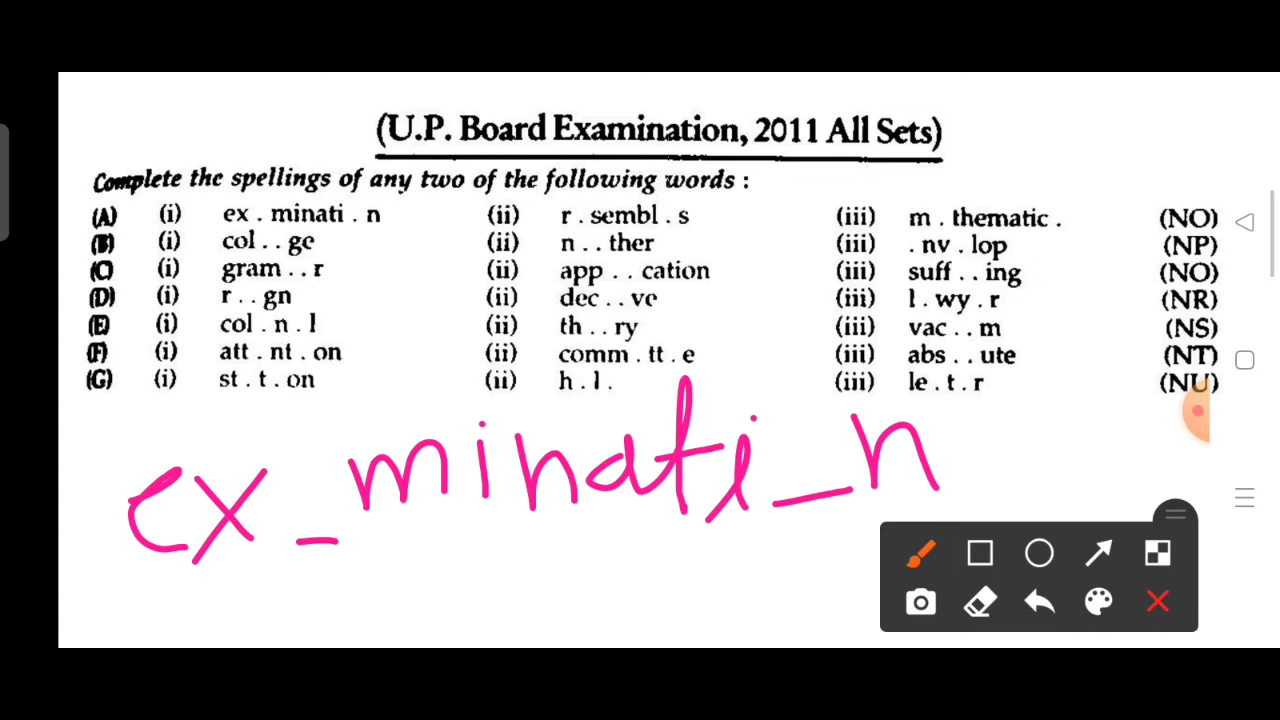 (U.P. Board Examination, 2011 All Sets)
Complete the spellings of any two of the following words :
(A) (i) ex . minati . n (ii) r . sembl . s (iii) m . thematic . (NO)
(B) (i) col . . ge (ii) n . . ther (iii) . nv . lop (NP)
(C) (i) gram . . r (ii) app . . cation (iii) suff . . ing (NO)
(D) (i) r . . gn (ii) dec . . ve (iii) l . wy . r (NR)
(E) (i) col . n . l (ii) th . . ry (iii) vac . . m (NS)
(F) (i) att . nt . on (ii) comm . tt . e (iii) abs . . ute (NT)
(G) (i) st . t . on (ii) h . l . (iii) le . t . r (NU)
ex_minati_n